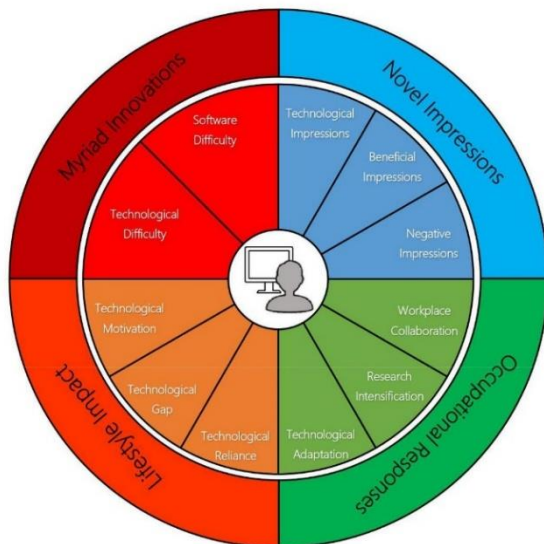 Myriad Innovations
Novel Impressions
Software
Difficulty
Technological
Impressions
Beneficial
Impressions
Technological
Difficulty
Negative
Impressions
Technological
Motivation
Workplace
Collaboration
Technological
Gap
Research
Intensification
Technological
Reliance
Technological
Adaptation
Lifestyle Impact
Occupational Responses